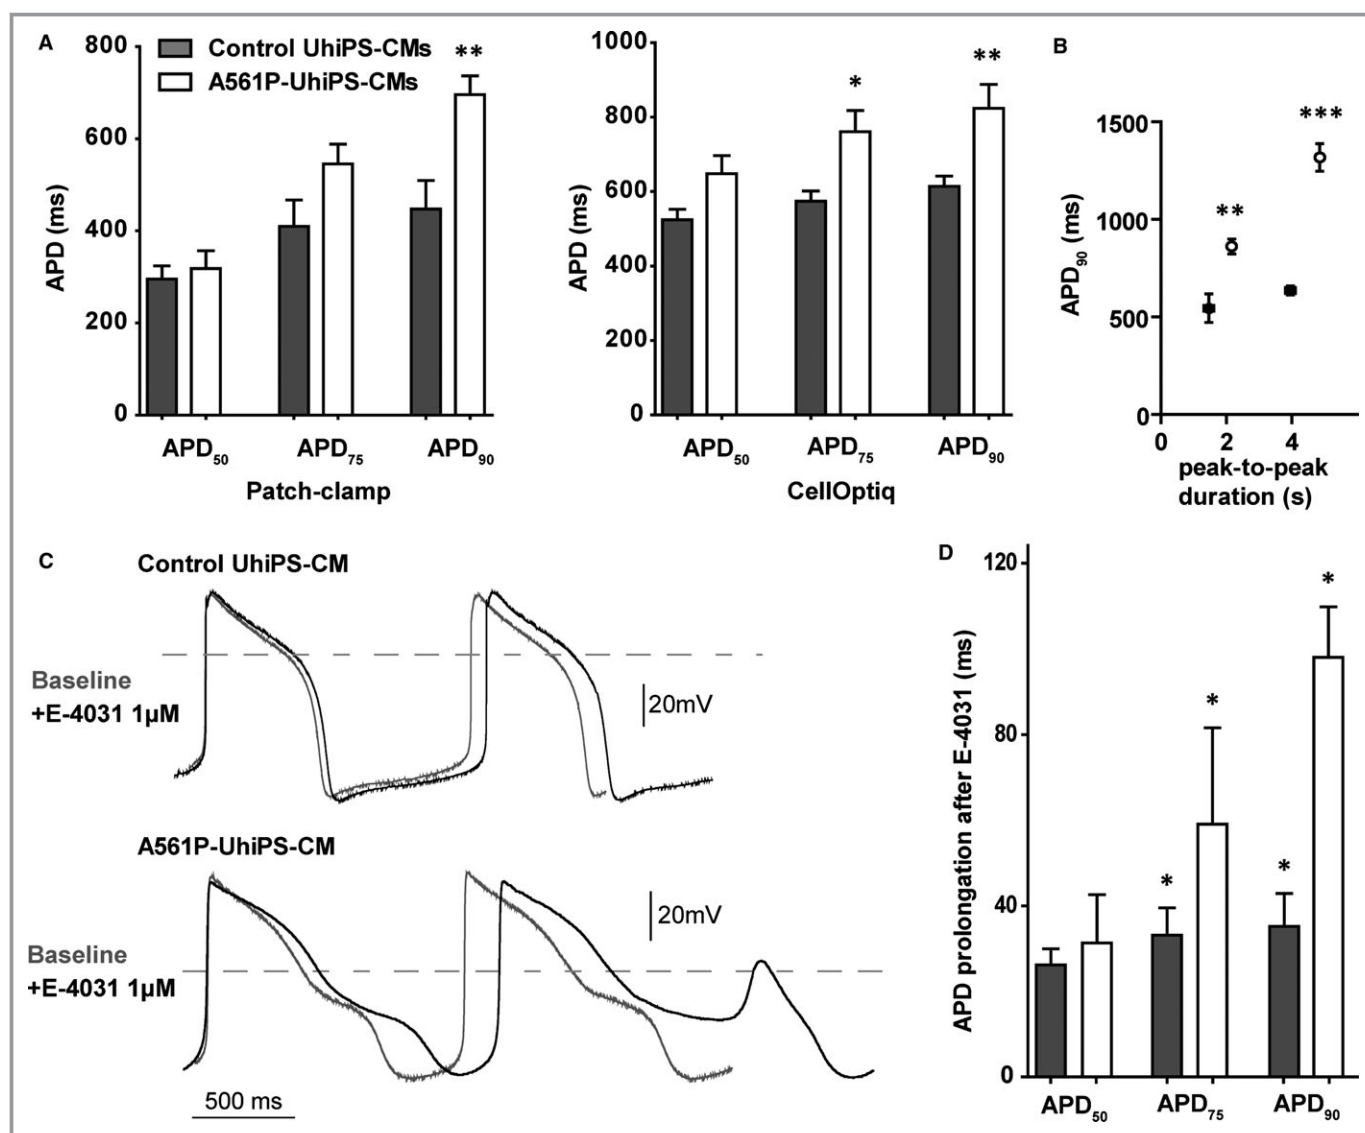 A
Control UhiPS-CMs
A561P-UhiPS-CMs
APD (ms)
800
600
400
200
0
**
APD50
APD75
APD90
Patch-clamp
APD (ms)
1000
800
600
400
200
0
*
**
APD50
APD75
APD90
CellOptiq
B
APD90 (ms)
1500
1000
500
0
**
***
0 2 4
peak-to-peak
duration (s)
C
Control UhiPS-CM
Baseline
+E-4031 1µM
20mV
A561P-UhiPS-CM
Baseline
+E-4031 1µM
20mV
500 ms
D
APD prolongation after E-4031 (ms)
120
80
40
0
*
*
*
*
APD50
APD75
APD90